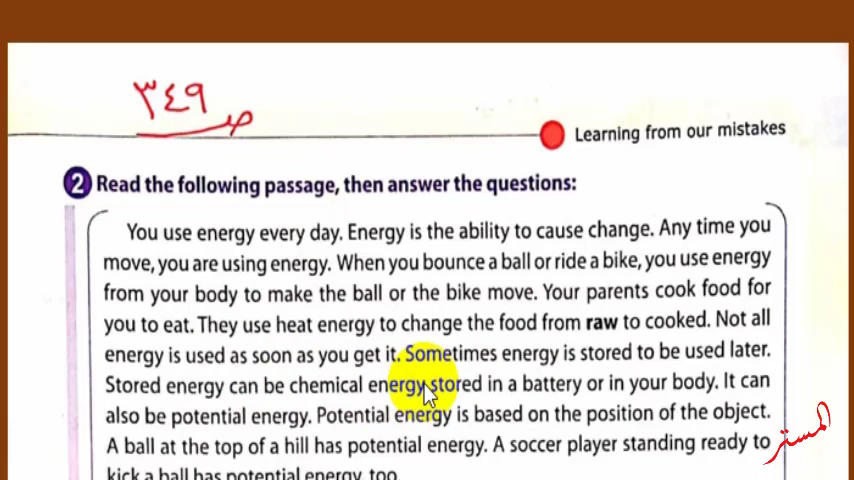 ٣٤٩ ص
Learning from our mistakes
2 Read the following passage, then answer the questions:
You use energy every day. Energy is the ability to cause change. Any time you
move, you are using energy. When you bounce a ball or ride a bike, you use energy
from your body to make the ball or the bike move. Your parents cook food for
you to eat. They use heat energy to change the food from raw to cooked. Not all
energy is used as soon as you get it. Sometimes energy is stored to be used later.
Stored energy can be chemical energy stored in a battery or in your body. It can
also be potential energy. Potential energy is based on the position of the object.
A ball at the top of a hill has potential energy. A soccer player standing ready to
kick a ball has potential energy, too.
المستر